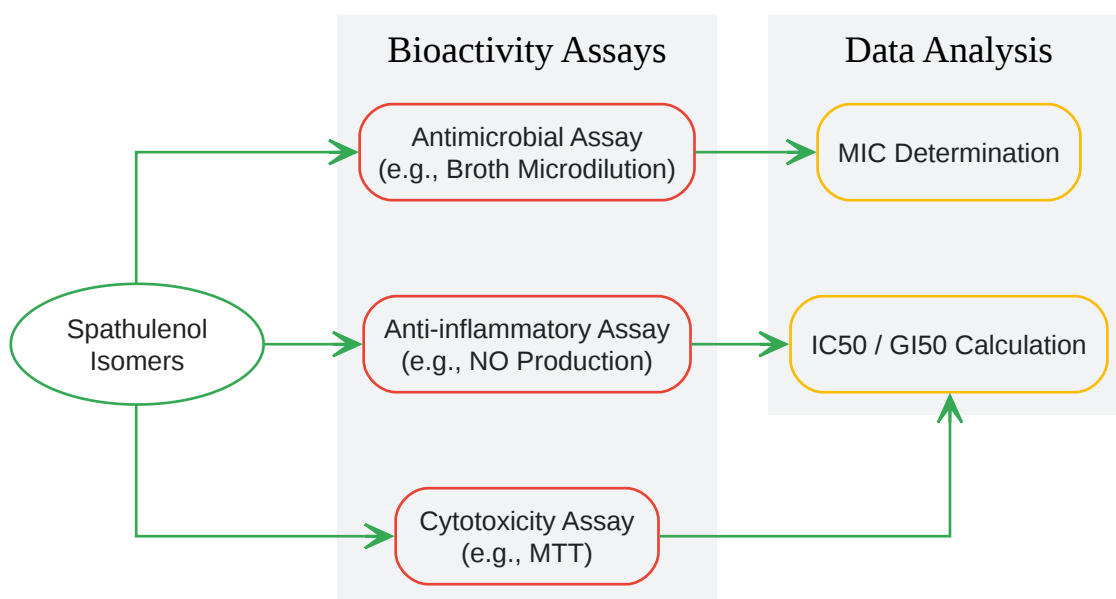 Bioactivity Assays
Data Analysis
Antimicrobial Assay
(e.g., Broth Microdilution)
MIC Determination
Spathulenol
Isomers
Anti-inflammatory Assay
(e.g., NO Production)
IC50 / GI50 Calculation
Cytotoxicity Assay
(e.g., MTT)